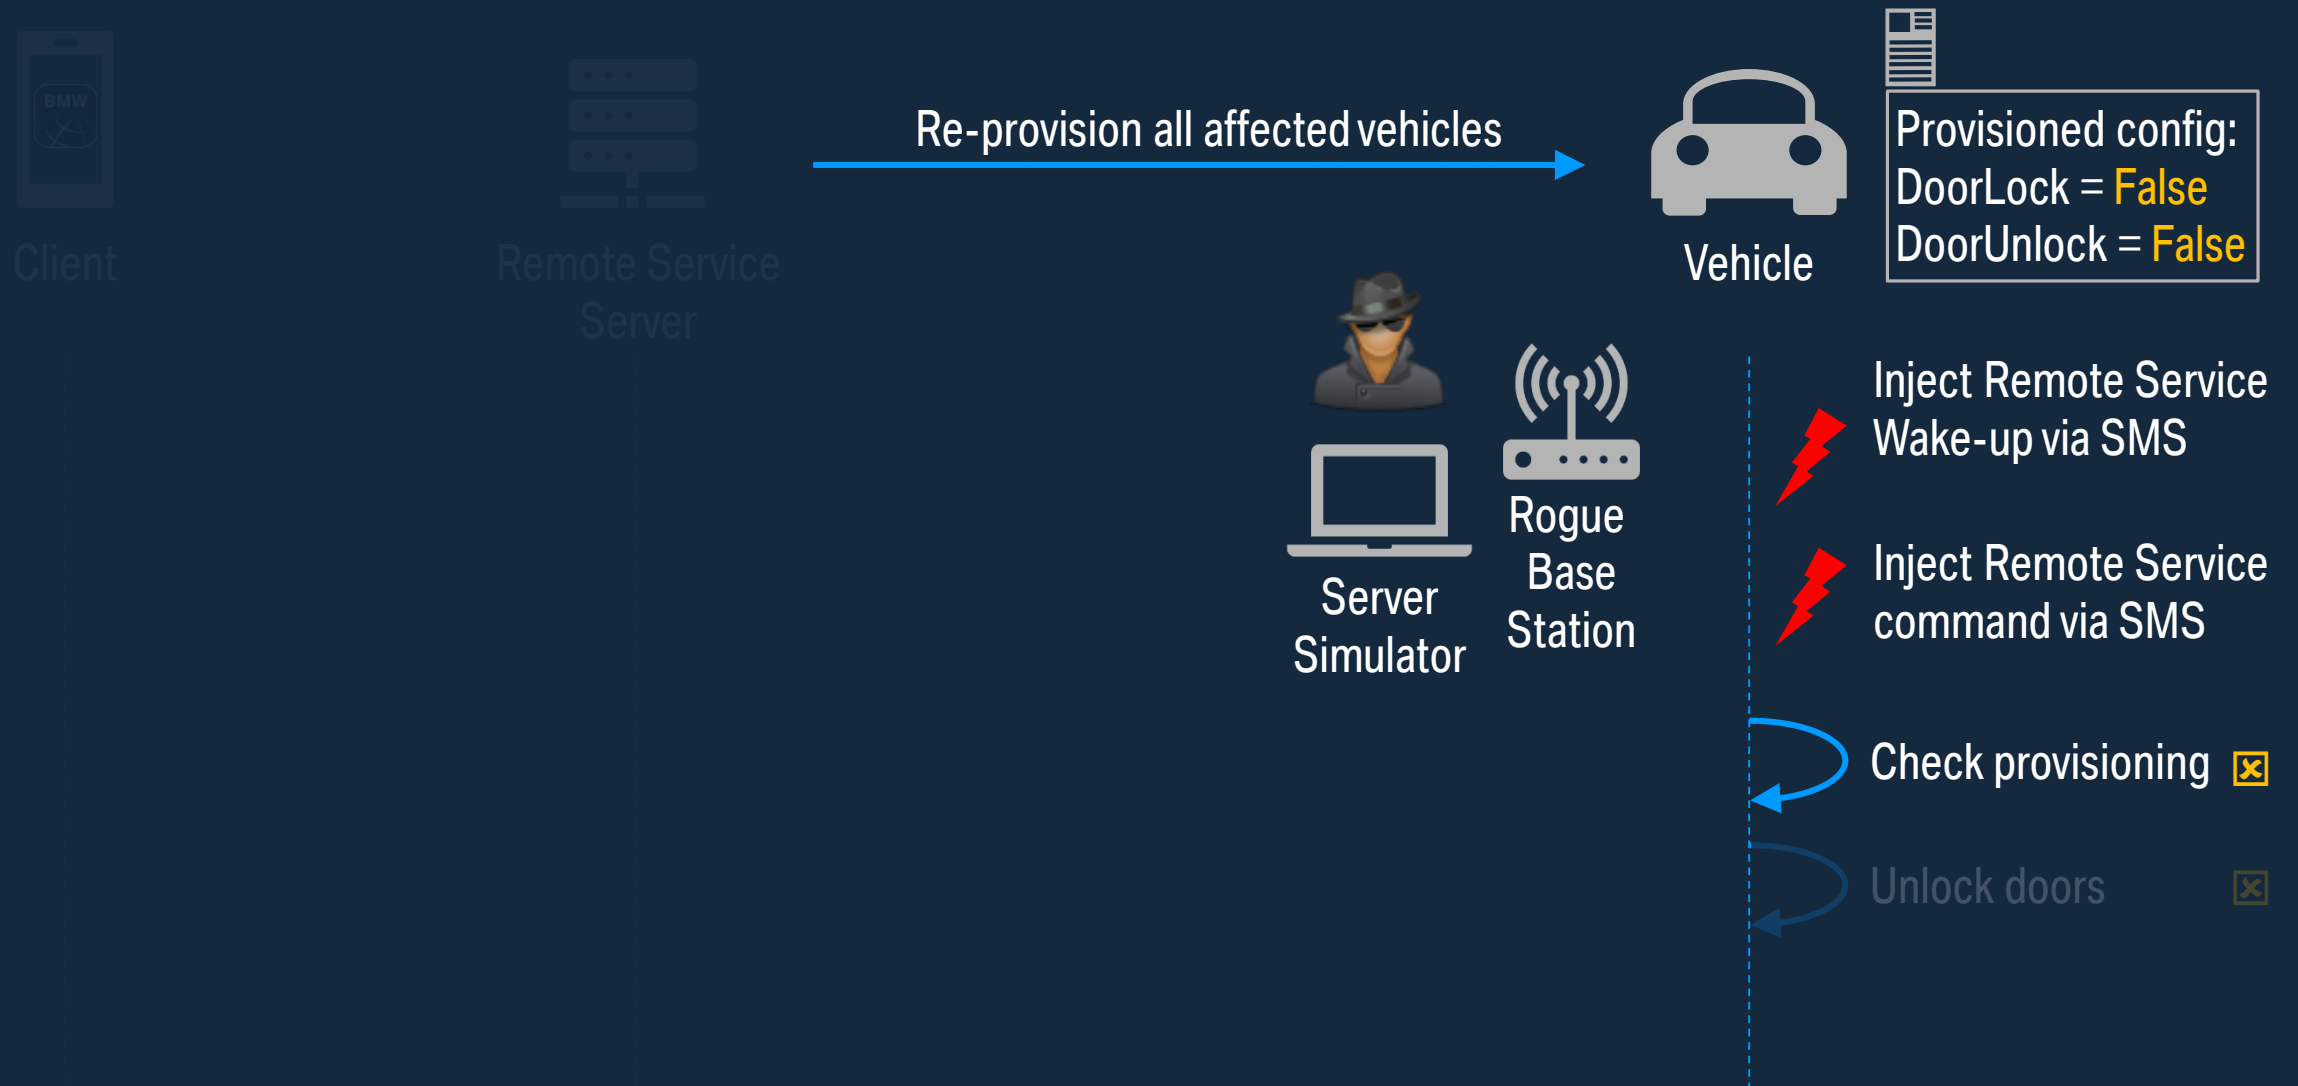 BMW
Client
Remote Service
Server
Re-provision all affected vehicles
Vehicle
Provisioned config:
DoorLock = False
DoorUnlock = False
Server
Simulator
Rogue
Base
Station
Inject Remote Service
Wake-up via SMS
Inject Remote Service
command via SMS
Check provisioning
Unlock doors